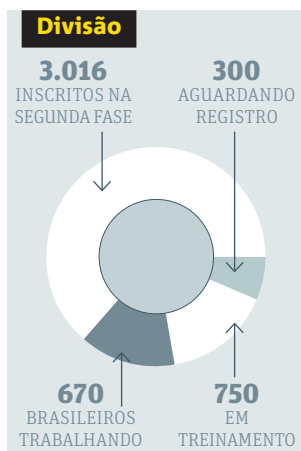 Divisão
3.016
INSCRITOS NA
SEGUNDA FASE
300
AGUARDANDO
REGISTRO
670
BRASILEIROS
TRABALHANDO
750
EM
TREINAMENTO